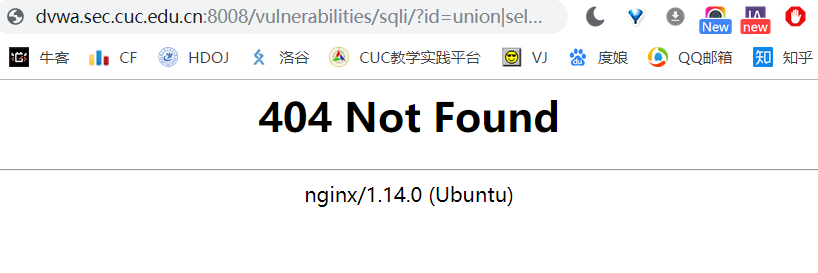 dvwa.sec.cuc.edu.cn:8008/vulnerabilities/sqli/?id=union|sel...
New
new
牛客 CF HDOJ 洛谷 CUC教学实践平台 VJ 度娘 QQ邮箱 知 知乎
404 Not Found
nginx/1.14.0 (Ubuntu)